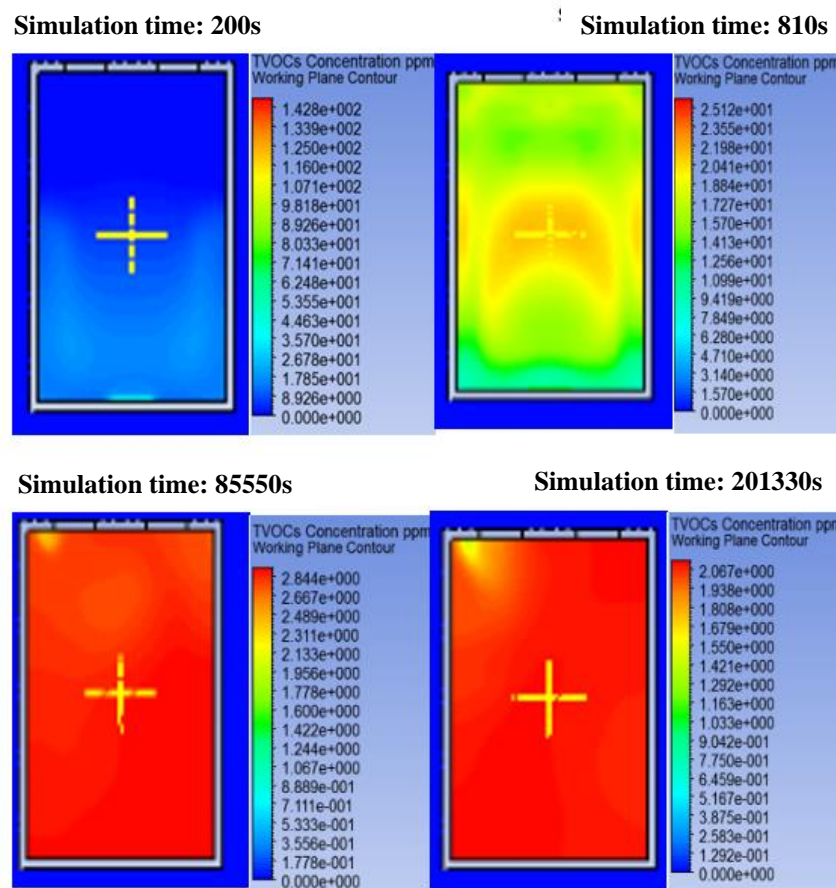 Simulation time: 200s
Simulation time: 810s
TVOCs Concentration ppm
Working Plane Contour
1.428e+002
1.339e+002
1.250e+002
1.160e+002
1.071e+002
9.818e+001
8.926e+001
8.033e+001
7.141e+001
6.248e+001
5.355e+001
4.463e+001
3.570e+001
2.678e+001
1.785e+001
8.926e+000
0.000e+000
TVOCs Concentration ppm
Working Plane Contour
2.512e+001
2.355e+001
2.198e+001
2.041e+001
1.884e+001
1.727e+001
1.570e+001
1.413e+001
1.256e+001
1.099e+001
9.419e+000
7.849e+000
6.280e+000
4.710e+000
3.140e+000
1.570e+000
0.000e+000
Simulation time: 85550s
Simulation time: 201330s
TVOCs Concentration ppm
Working Plane Contour
2.844e+000
2.667e+000
2.489e+000
2.311e+000
2.133e+000
1.956e+000
1.778e+000
1.600e+000
1.422e+000
1.244e+000
1.067e+000
8.889e-001
7.111e-001
5.333e-001
3.556e-001
1.778e-001
0.000e+000
TVOCs Concentration ppm
Working Plane Contour
2.067e+000
1.938e+000
1.808e+000
1.679e+000
1.550e+000
1.421e+000
1.292e+000
1.163e+000
1.033e+000
9.042e-001
7.750e-001
6.459e-001
5.167e-001
3.875e-001
2.583e-001
1.292e-001
0.000e+000